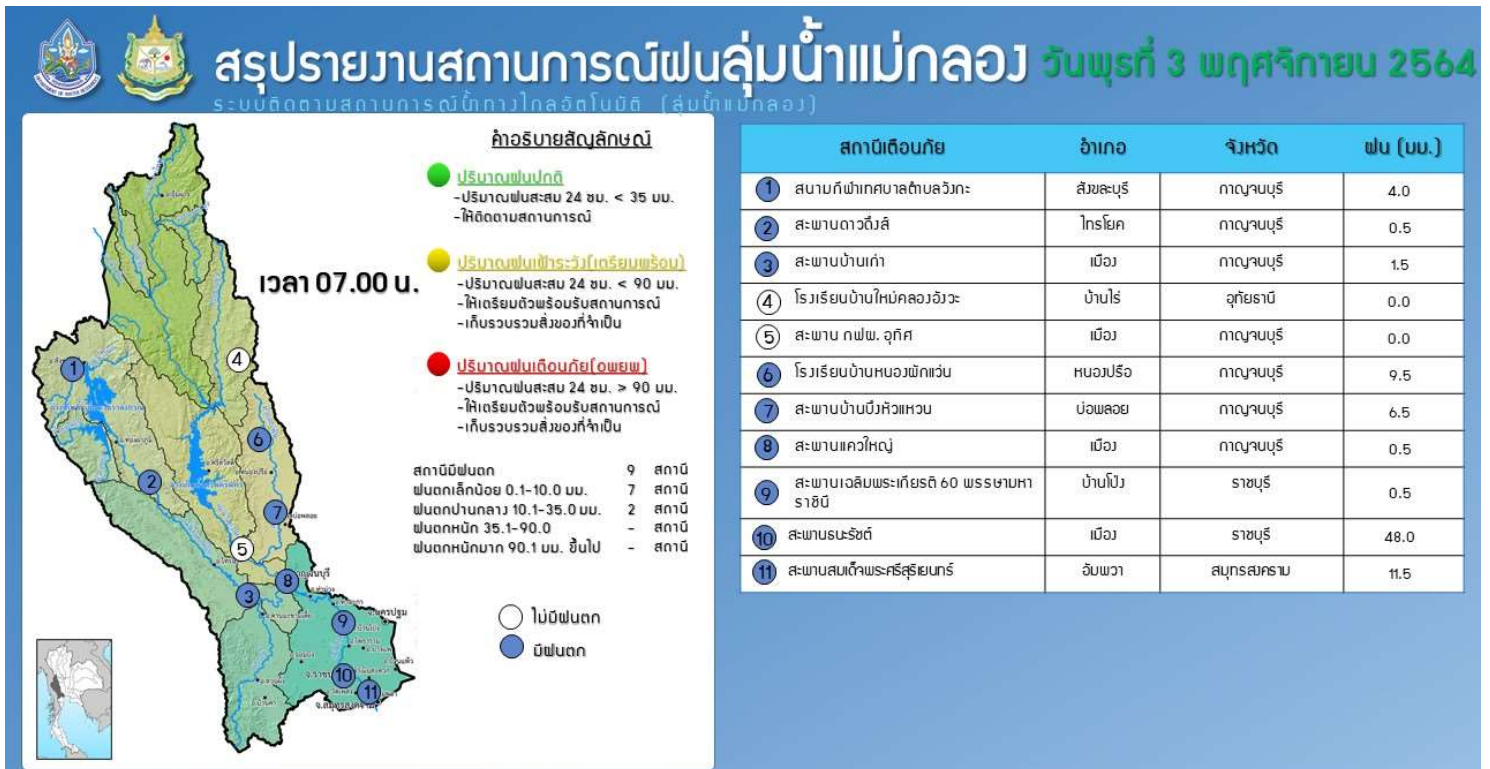 สรุปรายงานสถานการณ์ฝนลุ่มน้ำแม่กลอง วันพุธที่ 3 พฤศจิกายน 2564
ระบบติดตามสถานการณ์น้ำทางไกลอัตโนมัติ (ลุ่มน้ำแม่กลอง)
คำอธิบายสัญลักษณ์
ปริมาณฝนปกติ
-ปริมาณฝนสะสม 24 ชม. < 35 มม.
-ให้ติดตามสถานการณ์
เวลา 07.00 น.
ปริมาณฝนเฝ้าระวัง(เตรียมพร้อม)
-ปริมาณฝนสะสม 24 ชม. < 90 มม.
-ให้เตรียมตัวพร้อมรับสถานการณ์
-เก็บรวบรวมสิ่งของที่จำเป็น
ปริมาณฝนเตือนภัย(อพยพ)
-ปริมาณฝนสะสม 24 ชม. > 90 มม.
-ให้เตรียมตัวพร้อมรับสถานการณ์
-เก็บรวบรวมสิ่งของที่จำเป็น
สถานีมีฝนตก 9 สถานี
ฝนตกเล็กน้อย 0.1-10.0 มม. 7 สถานี
ฝนตกปานกลาง 10.1-35.0 มม. 2 สถานี
ฝนตกหนัก 35.1-90.0 - สถานี
ฝนตกหนักมาก 90.1 มม. ขึ้นไป - สถานี
ไม่มีฝนตก
มีฝนตก
1
2
3
4
5
6
7
8
9
10
11
สถานีเตือนภัย อำเภอ จังหวัด ฝน (มม.)
1 สนามกีฬาเทศบาลตำบลวังกะ สังขละบุรี กาญจนบุรี 4.0
2 สะพานดาวดึงส์ ไทรโยค กาญจนบุรี 0.5
3 สะพานบ้านเก่า เมือง กาญจนบุรี 1.5
4 โรงเรียนบ้านใหม่คลองอังวะ บ้านไร่ อุทัยธานี 0.0
5 สะพาน กฟผ. อุทิศ เมือง กาญจนบุรี 0.0
6 โรงเรียนบ้านหนองผักแว่น หนองปรือ กาญจนบุรี 9.5
7 สะพานบ้านบึงหัวแหวน บ่อพลอย กาญจนบุรี 6.5
8 สะพานแควใหญ่ เมือง กาญจนบุรี 0.5
9 สะพานเฉลิมพระเกียรติ 60 พรรษามหา
ราชินี บ้านโป่ง ราชบุรี 0.5
10 สะพานธนะรัชต์ เมือง ราชบุรี 48.0
11 สะพานสมเด็จพระศรีสุริเยนทร์ อัมพวา สมุทรสงคราม 11.5